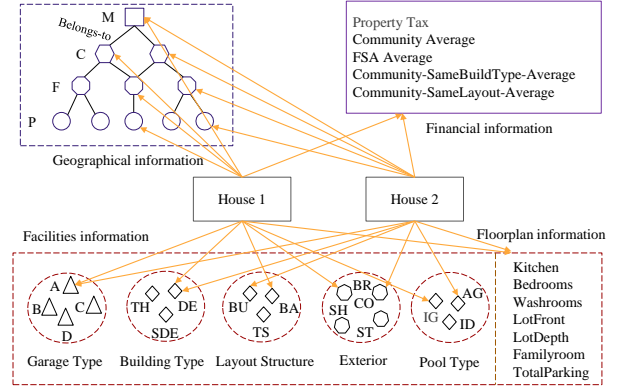 M
Belongs-to
C
F
P
Geographical information
Property Tax
Community Average
FSA Average
Community-SameBuildType-Average
Community-SameLayout-Average
Financial information
House 1
House 2
Facilities information
Floorplan information
A
B
C
D
Garage Type
TH
DE
SDE
Building Type
BU
BA
TS
Layout Structure
BR
SH
CO
ST
Exterior
AG
IG
ID
Pool Type
Kitchen
Bedrooms
Washrooms
LotFront
LotDepth
Familyroom
TotalParking